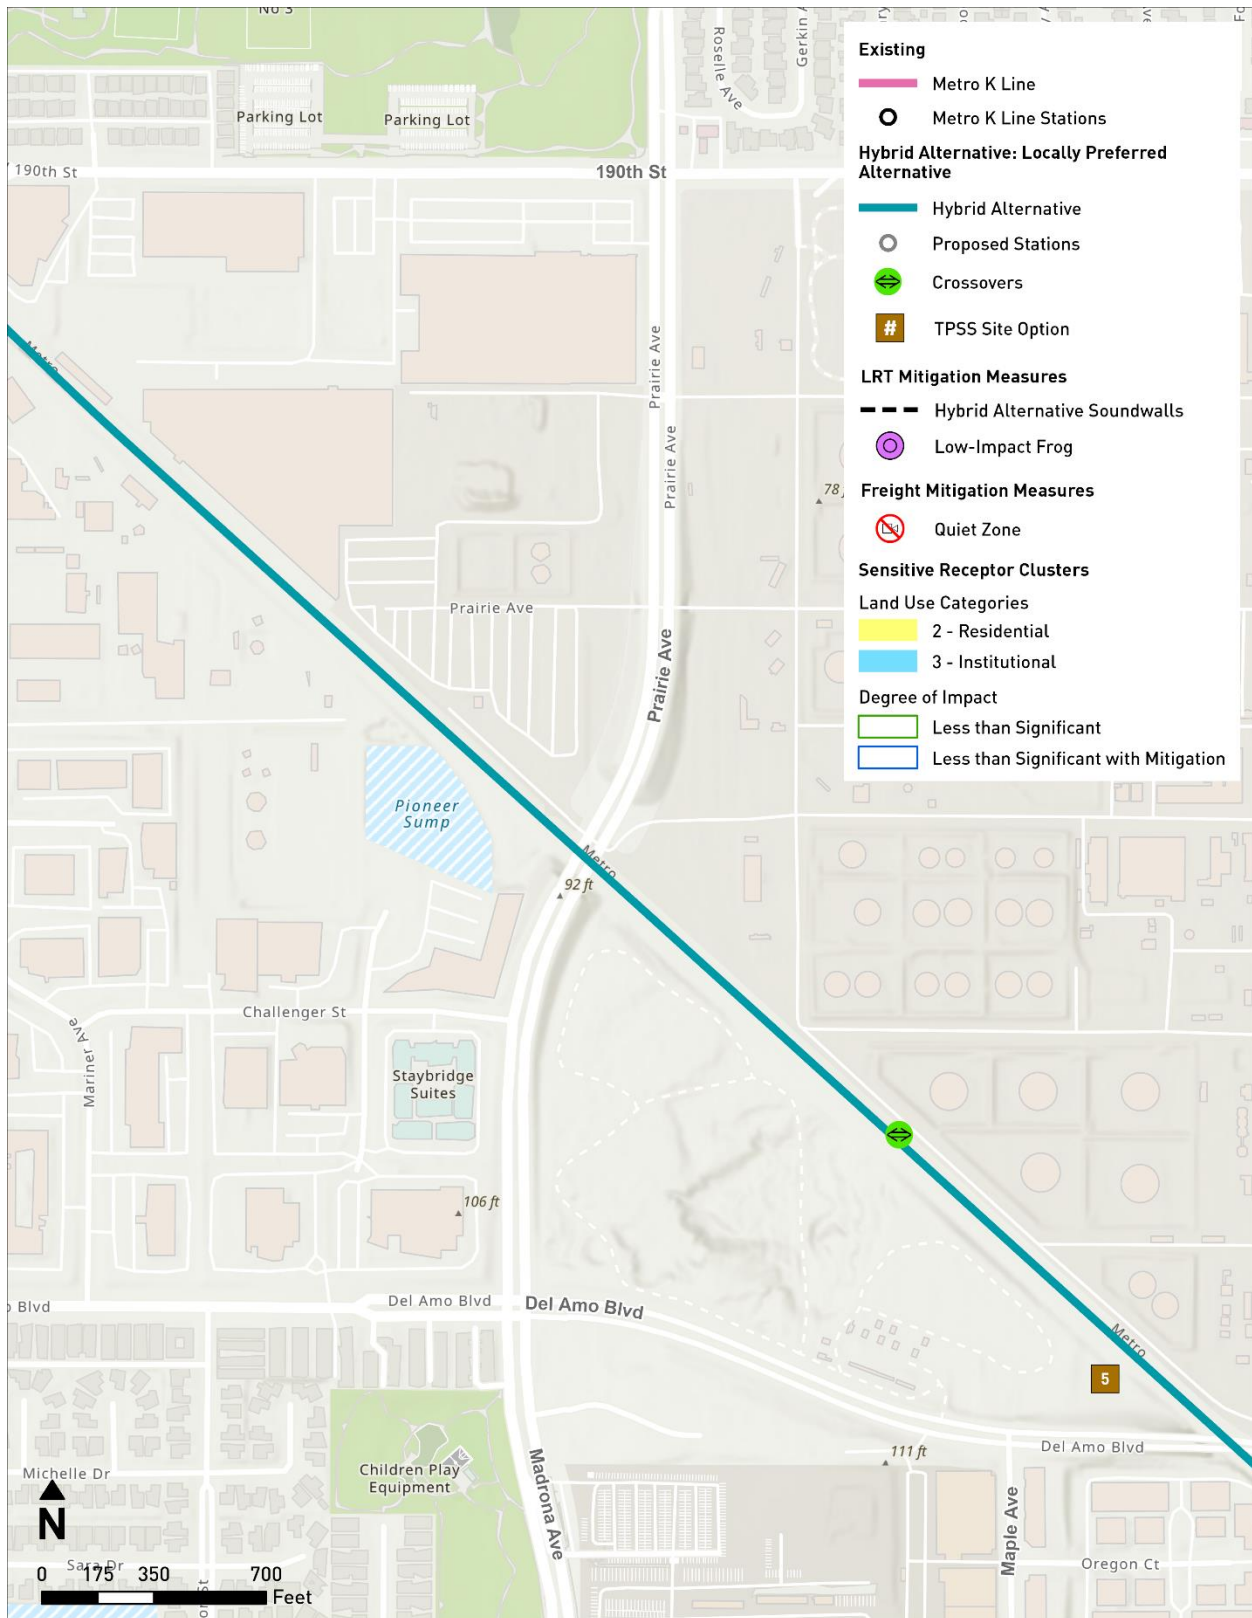 No 3
Parking Lot
Parking Lot
190th St
190th St
Roselle Ave
Gerkin A
Existing
Metro K Line
Metro K Line Stations
Hybrid Alternative: Locally Preferred
Alternative
Hybrid Alternative
Proposed Stations
Crossovers
#
TPSS Site Option
LRT Mitigation Measures
Hybrid Alternative Soundwalls
Low-Impact Frog
Freight Mitigation Measures
Quiet Zone
Sensitive Receptor Clusters
Land Use Categories
2 - Residential
3 - Institutional
Degree of Impact
Less than Significant
Less than Significant with Mitigation
Metro
Prairie Ave
Prairie Ave
78
Prairie Ave
Prairie Ave
Pioneer
Sump
Metro
92 ft
Challenger St
Mariner Ave
Staybridge
Suites
106 ft
o Blvd
Del Amo Blvd
Del Amo Blvd
Metro
5
Children Play
Equipment
Michelle Dr
Madrona Ave
111 ft
Del Amo Blvd
Maple Ave
Oregon Ct
N
Sara Dr
0 175 350 700
Feet